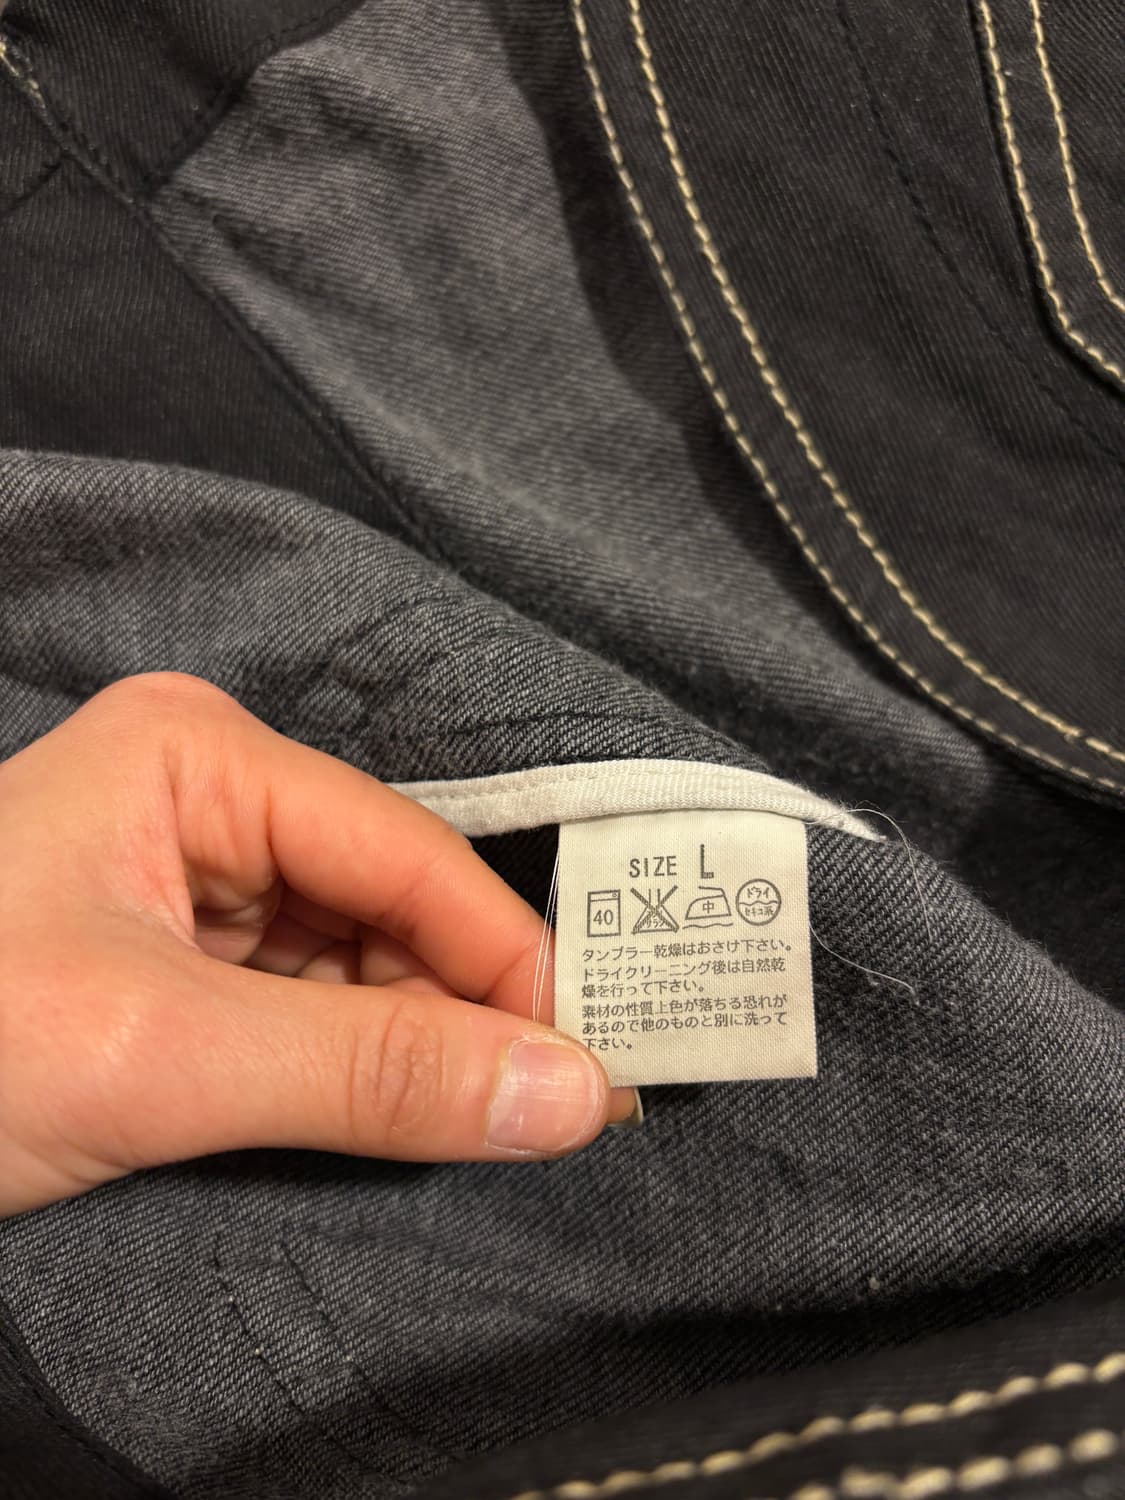 SIZE L
40 中 ドライ セキユ系
タンブラー乾燥はおさけ下さい。
ドライクリーニング後は自然乾
燥を行って下さい。
素材の性質上色が落ちる恐れが
あるので他のものと別に洗って
下さい。